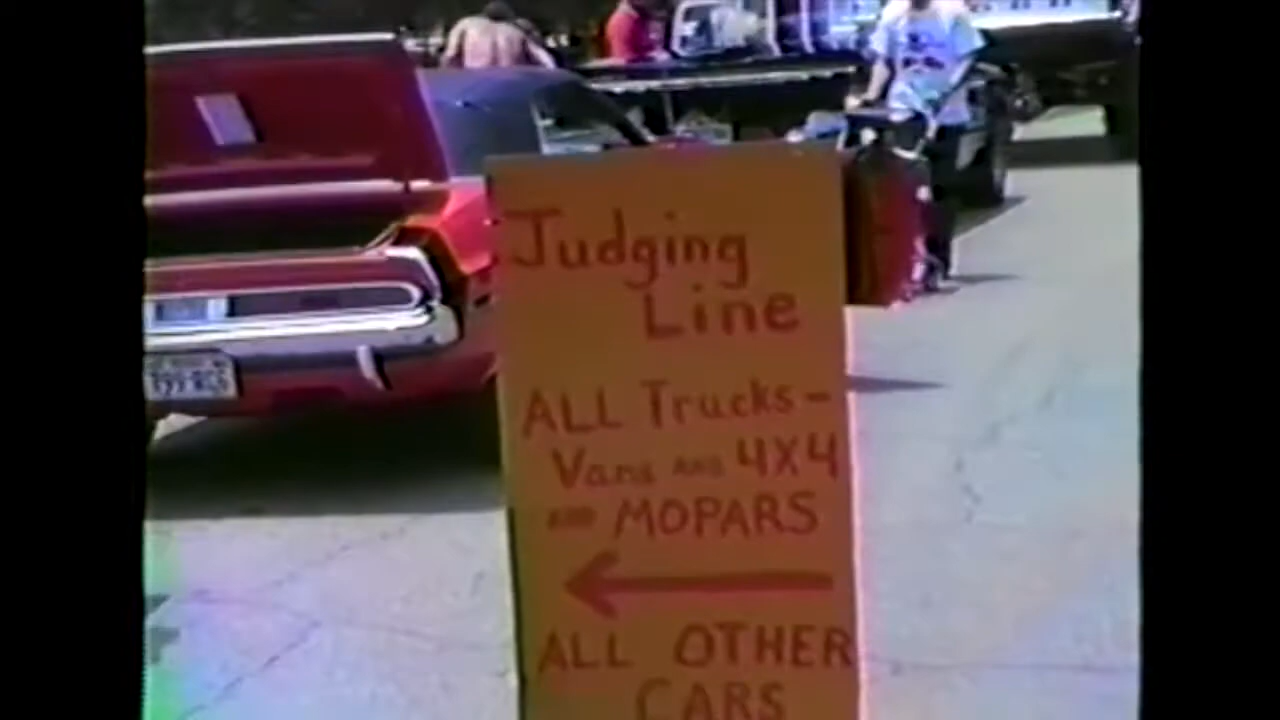 Judging
Line
ALL Trucks -
Vans AND 4X4
AND MOPARS
ALL OTHER
CARS